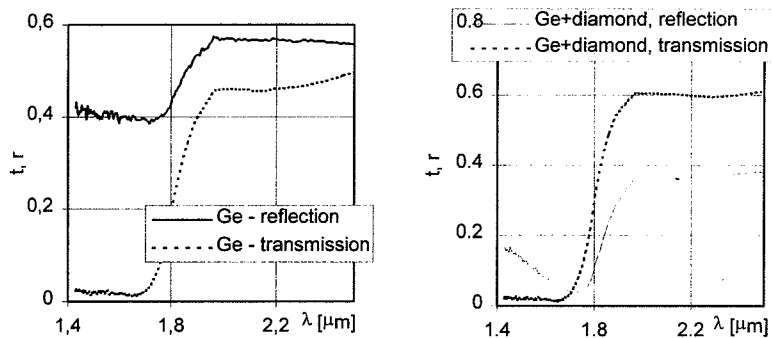 0,6
0,4
0,2
0
t, r
Ge - reflection
Ge - transmission
1,4
1,8
2,2
λ [μm]
0.8
0.6
0.4
0.2
0
t, r
Ge+diamond, reflection
Ge+diamond, transmission
1.4
1.8
2.2
λ [μm]